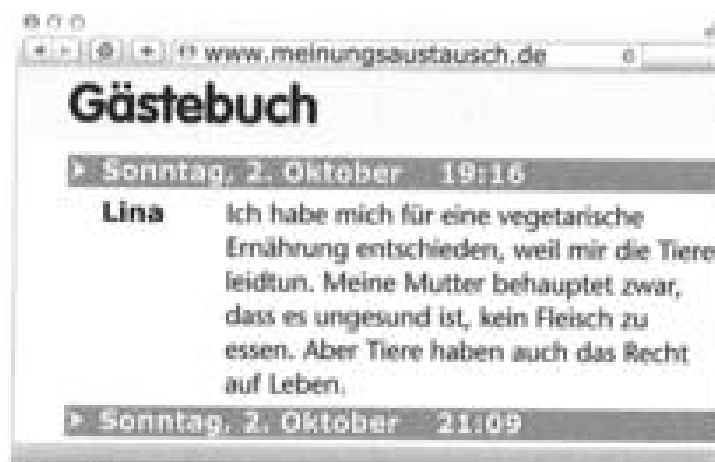 www.meinungsaustausch.de
Gästebuch
Sonntag, 2. Oktober 19:16
Lina Ich habe mich für eine vegetarische
Ernährung entschieden, weil mir die Tiere
leidtun. Meine Mutter behauptet zwar,
dass es ungesund ist, kein Fleisch zu
essen. Aber Tiere haben auch das Recht
auf Leben.
Sonntag, 2. Oktober 21:09